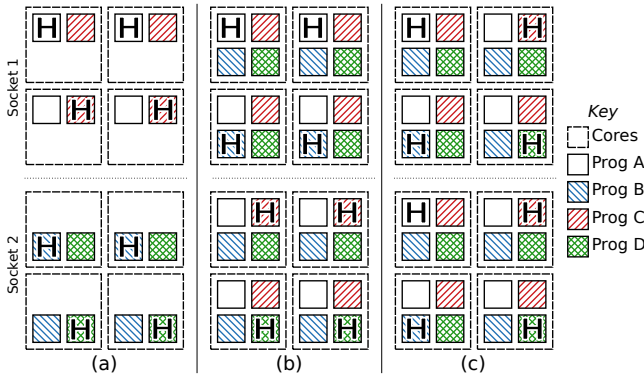 Socket 1
H H H H H
H
H H
H H H H
Key
Cores
Prog A
Prog B
Prog C
Prog D
Socket 2
H H H H
H H
H H H H
H H
(a) (b) (c)